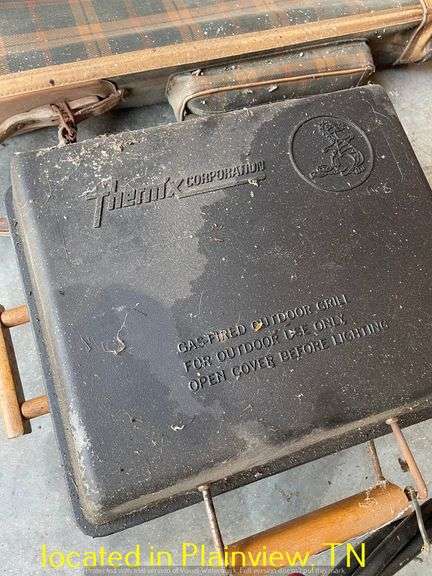 Thermix CORPORATION
GAS-FIRED OUTDOOR GRILL
FOR OUTDOOR USE ONLY
OPEN COVER BEFORE LIGHTING
located in Plainview, TN